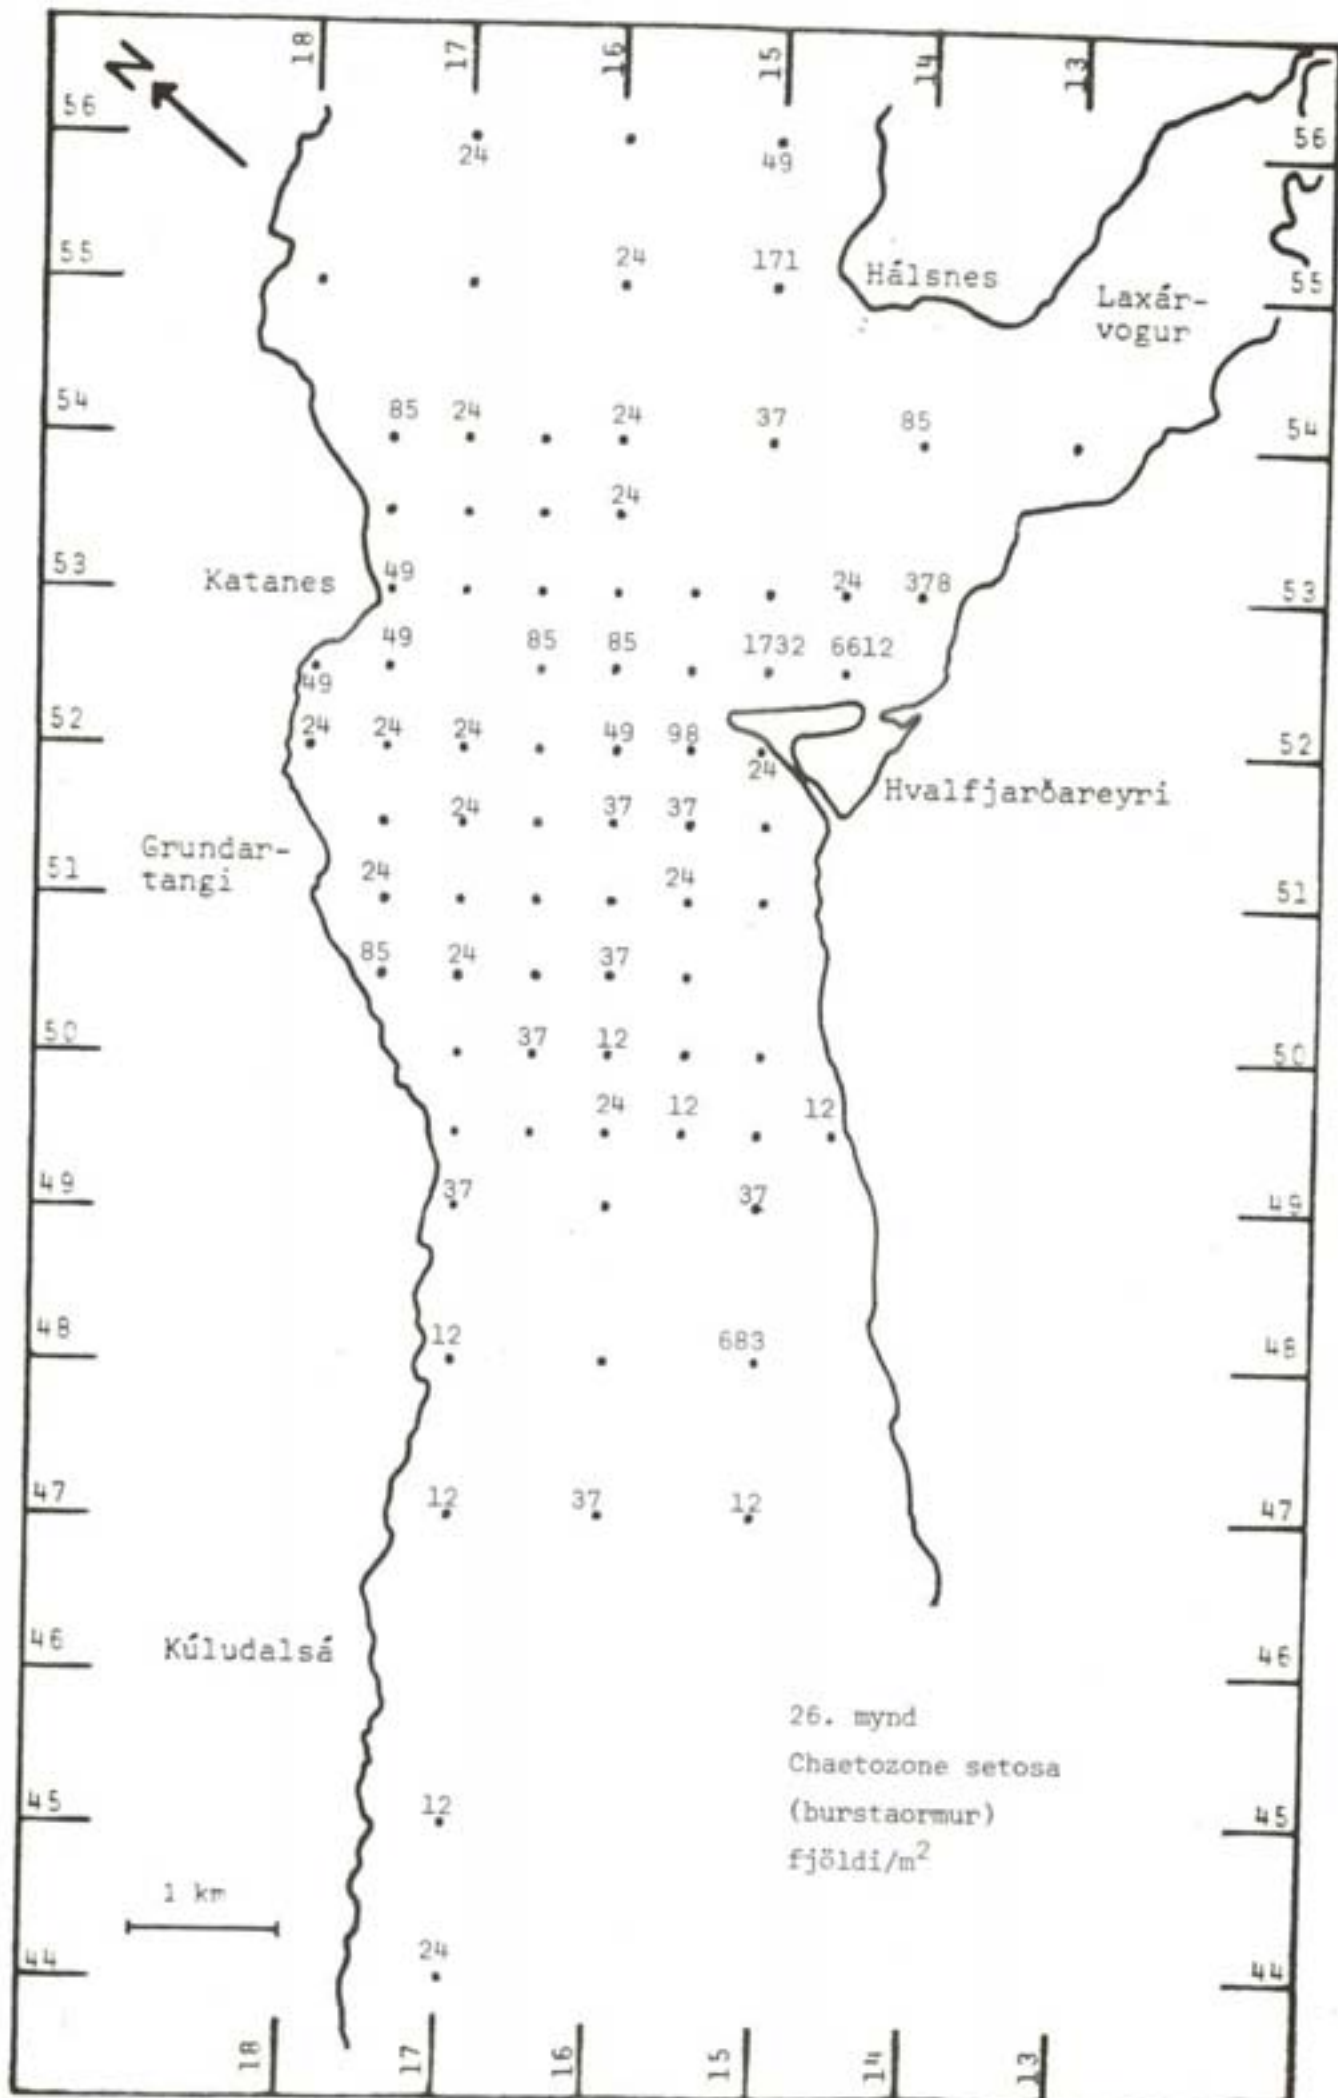 N
18 17 16 15 14 13
56 24 49 56
55 24 171 Hálsnes 55
Laxár-
vogur
54 85 24 24 37 85 54
24
53 Katanes 49 24 378 53
49 85 85 1732 6612
49
52 24 24 24 49 98 52
24
Hvalfjarðareyri
24 37 37
Grundar-
tangi
51 24 24 51
85 24 37
50 37 12 50
24 12 12
49 37 37 49
48 12 683 48
47 12 37 12 47
46 Kúludalsá 46
26. mynd
Chaetozone setosa
(burstaormur)
fjöldi/m²
45 12 45
1 km
44 24 44
18 17 16 15 14 13